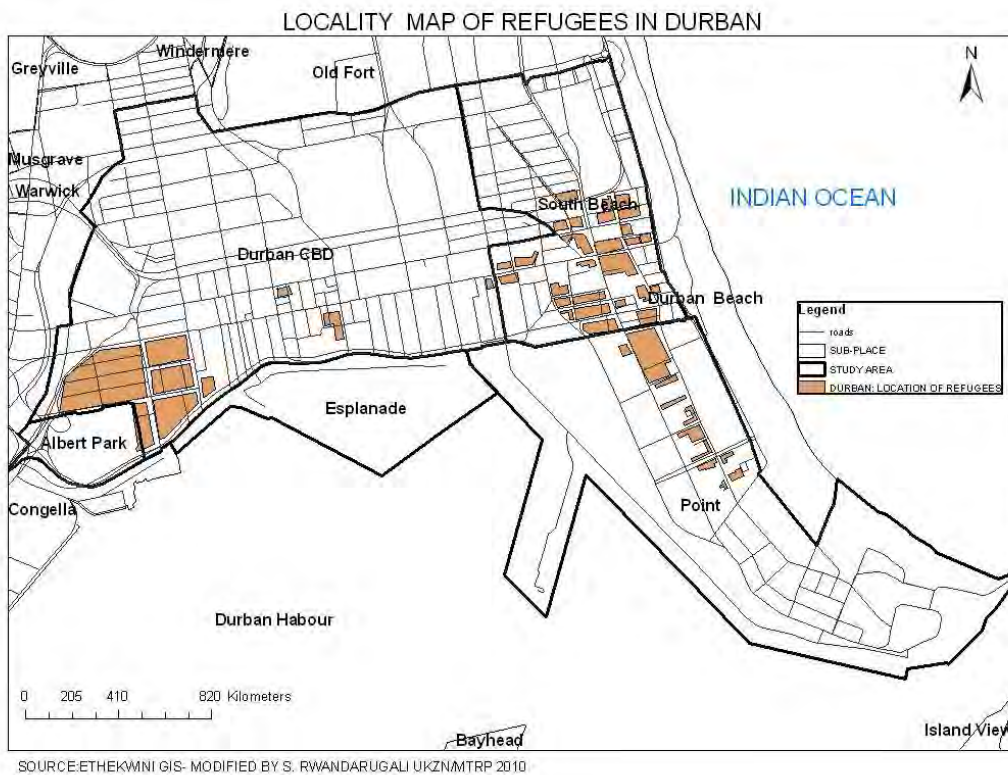 LOCALITY MAP OF REFUGEES IN DURBAN
Windermere
Greyville
Old Fort
N
Musgrave
Warwick
South Beach
INDIAN OCEAN
Durban CBD
Durban Beach
Legend
roads
SUB-PLACE
STUDY AREA
DURBAN: LOCATION OF REFUGEES
Esplanade
Albert Park
Point
Congella
Durban Habour
0 205 410 820 Kilometers
Island View
Bayhead
SOURCE:ETHEKWINI GIS- MODIFIED BY S. RWANDARUGALI UKZN/MTRP 2010